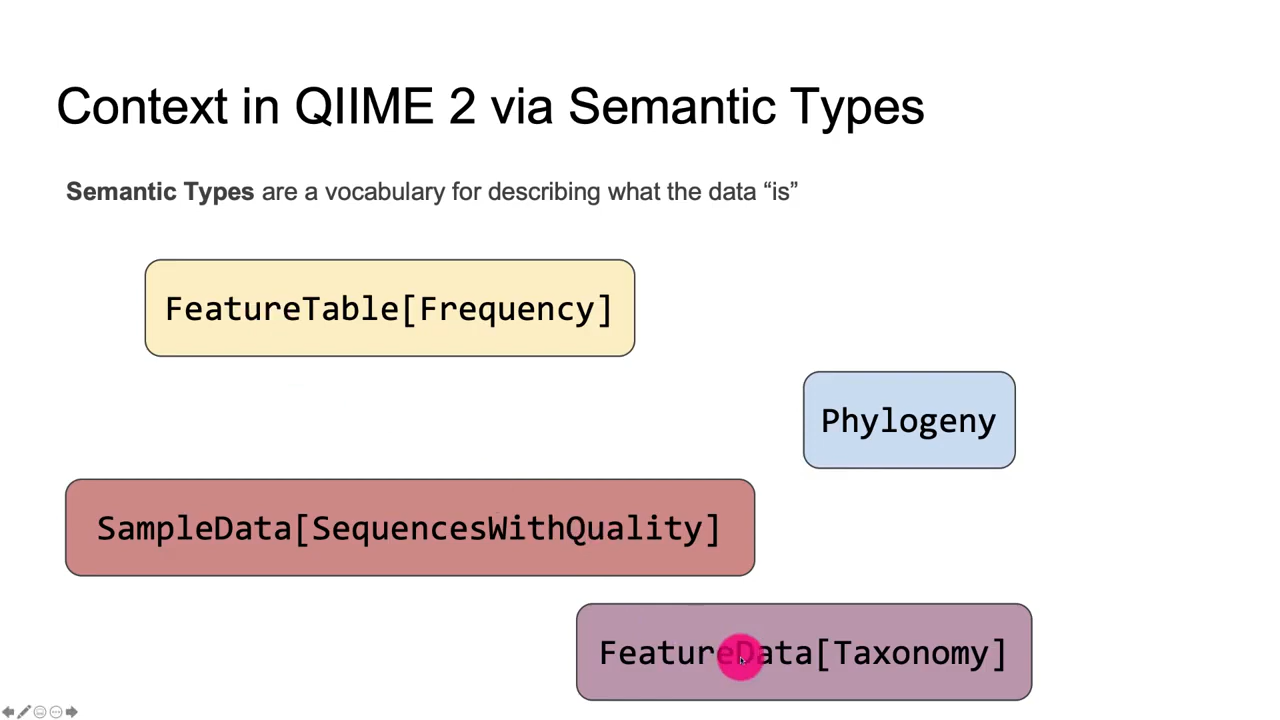 Context in QIIME 2 via Semantic Types
Semantic Types are a vocabulary for describing what the data “is”
FeatureTable[Frequency]
Phylogeny
SampleData[SequencesWithQuality]
FeatureData[Taxonomy]